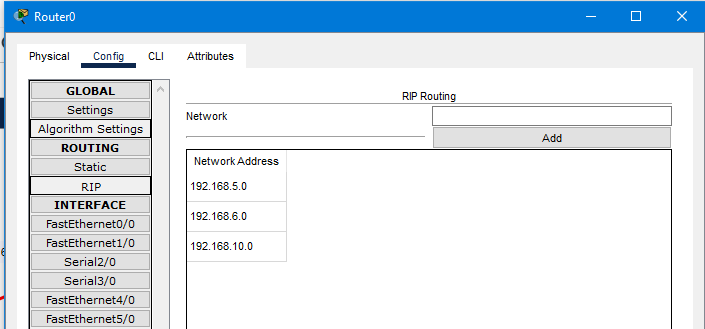 Router0
Physical Config CLI Attributes
GLOBAL
Settings
Algorithm Settings
ROUTING
Static
RIP
INTERFACE
FastEthernet0/0
FastEthernet1/0
Serial2/0
Serial3/0
FastEthernet4/0
FastEthernet5/0
RIP Routing
Network
Add
Network Address
192.168.5.0
192.168.6.0
192.168.10.0